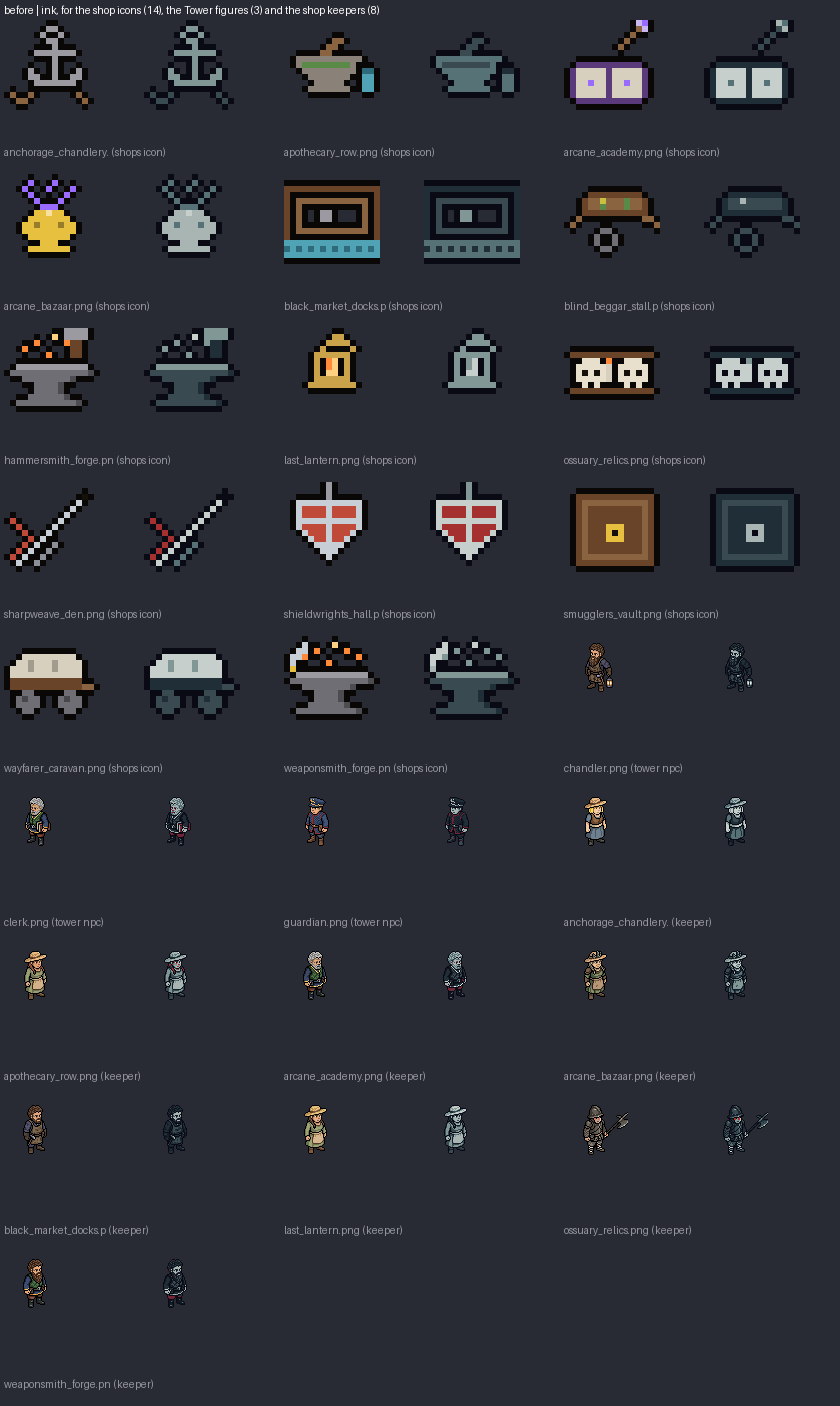 before | ink, for the shop icons (14), the Tower figures (3) and the shop keepers (8)
anchorage_chandlery. (shops icon)
apothecary_row.png (shops icon)
arcane_academy.png (shops icon)
arcane_bazaar.png (shops icon)
black_market_docks.p (shops icon)
blind_beggar_stall.p (shops icon)
hammersmith_forge.pn (shops icon)
last_lantern.png (shops icon)
ossuary_relics.png (shops icon)
sharpweave_den.png (shops icon)
shieldwrights_hall.p (shops icon)
smugglers_vault.png (shops icon)
wayfarer_caravan.png (shops icon)
weaponsmith_forge.pn (shops icon)
chandler.png (tower npc)
clerk.png (tower npc)
guardian.png (tower npc)
anchorage_chandlery. (keeper)
apothecary_row.png (keeper)
arcane_academy.png (keeper)
arcane_bazaar.png (keeper)
black_market_docks.p (keeper)
last_lantern.png (keeper)
ossuary_relics.png (keeper)
weaponsmith_forge.pn (keeper)